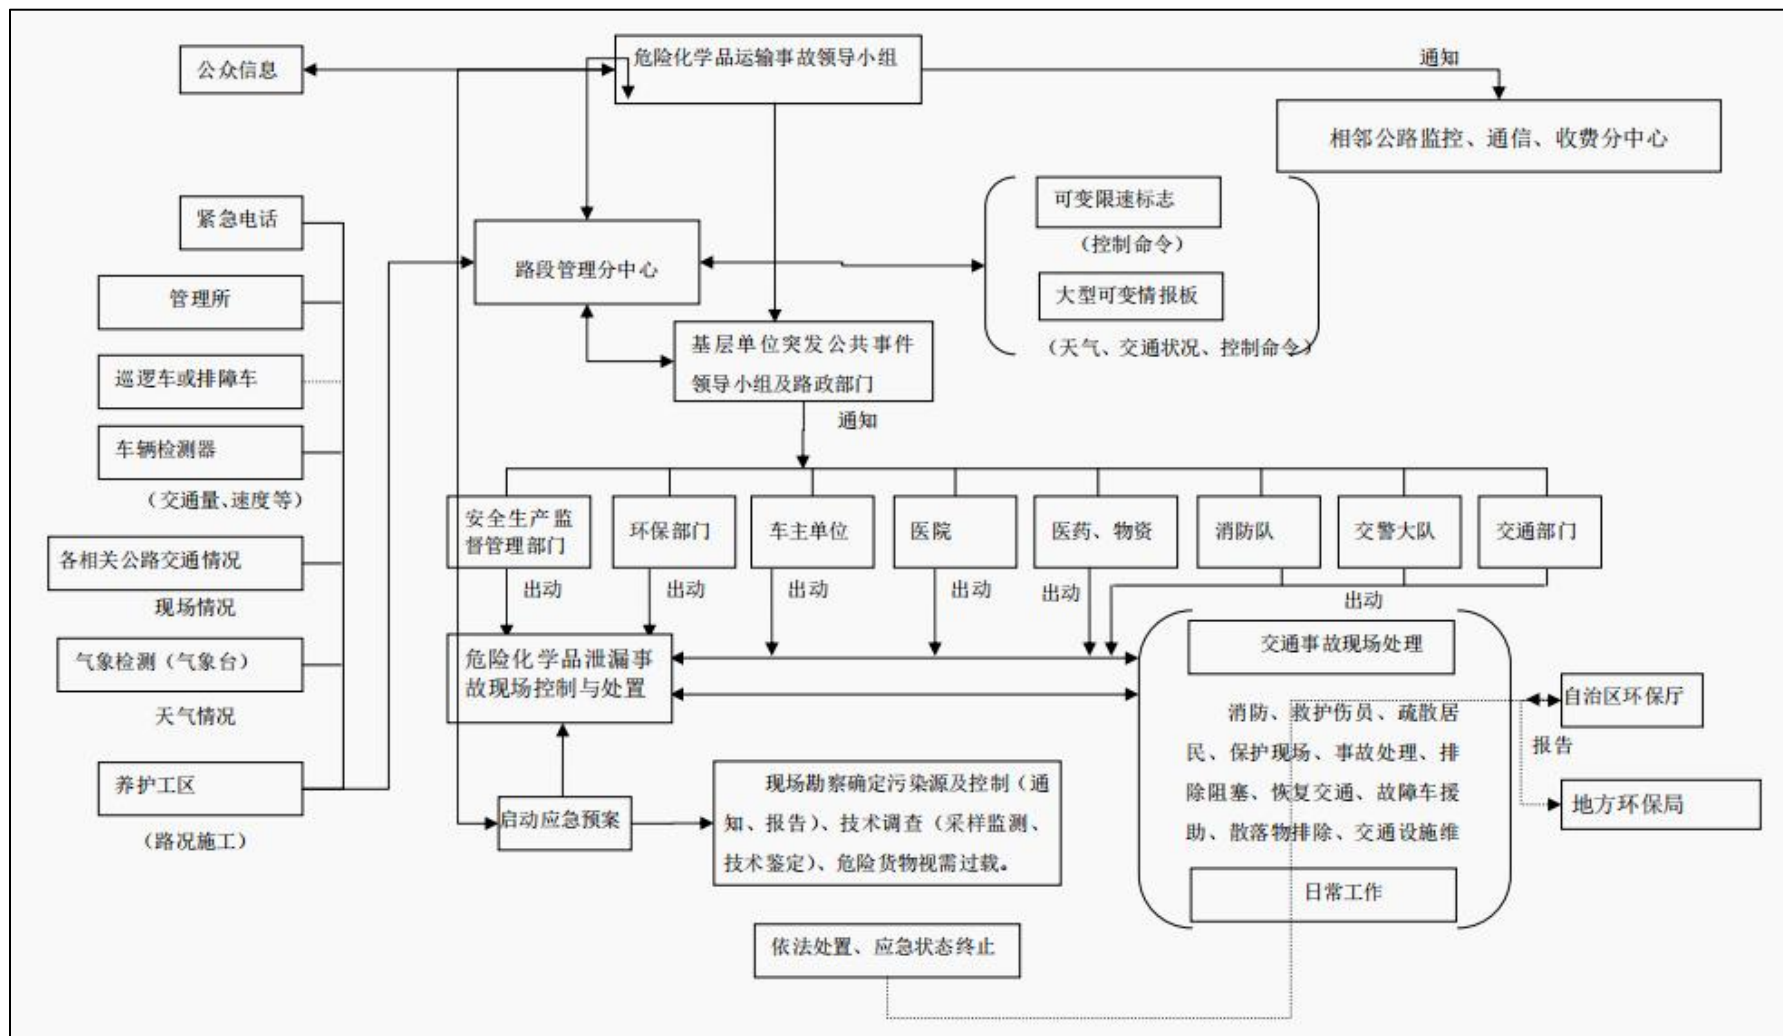 公众信息
危险化学品运输事故领导小组
通知
相邻公路监控、通信、收费分中心
紧急电话
管理所
巡逻车或排障车
车辆检测器
（交通量、速度等）
各相关公路交通情况
现场情况
气象检测（气象台）
天气情况
养护工区
（路况施工）
路段管理分中心
可变限速标志
（控制命令）
大型可变情报板
（天气、交通状况、控制命令）
基层单位突发公共事件
领导小组及路政部门
通知
安全生产监
督管理部门
环保部门
车主单位
医院
医药、物资
消防队
交警大队
交通部门
出动
出动
出动
出动
出动
出动
危险化学品泄漏事
故现场控制与处置
交通事故现场处理
消防、救护伤员、疏散居
民、保护现场、事故处理、排
除阻塞、恢复交通、故障车援
助、散落物排除、交通设施维
日常工作
自治区环保厅
报告
地方环保局
启动应急预案
现场勘察确定污染源及控制（通
知、报告）、技术调查（采样监测、
技术鉴定）、危险货物视需过载。
依法处置、应急状态终止